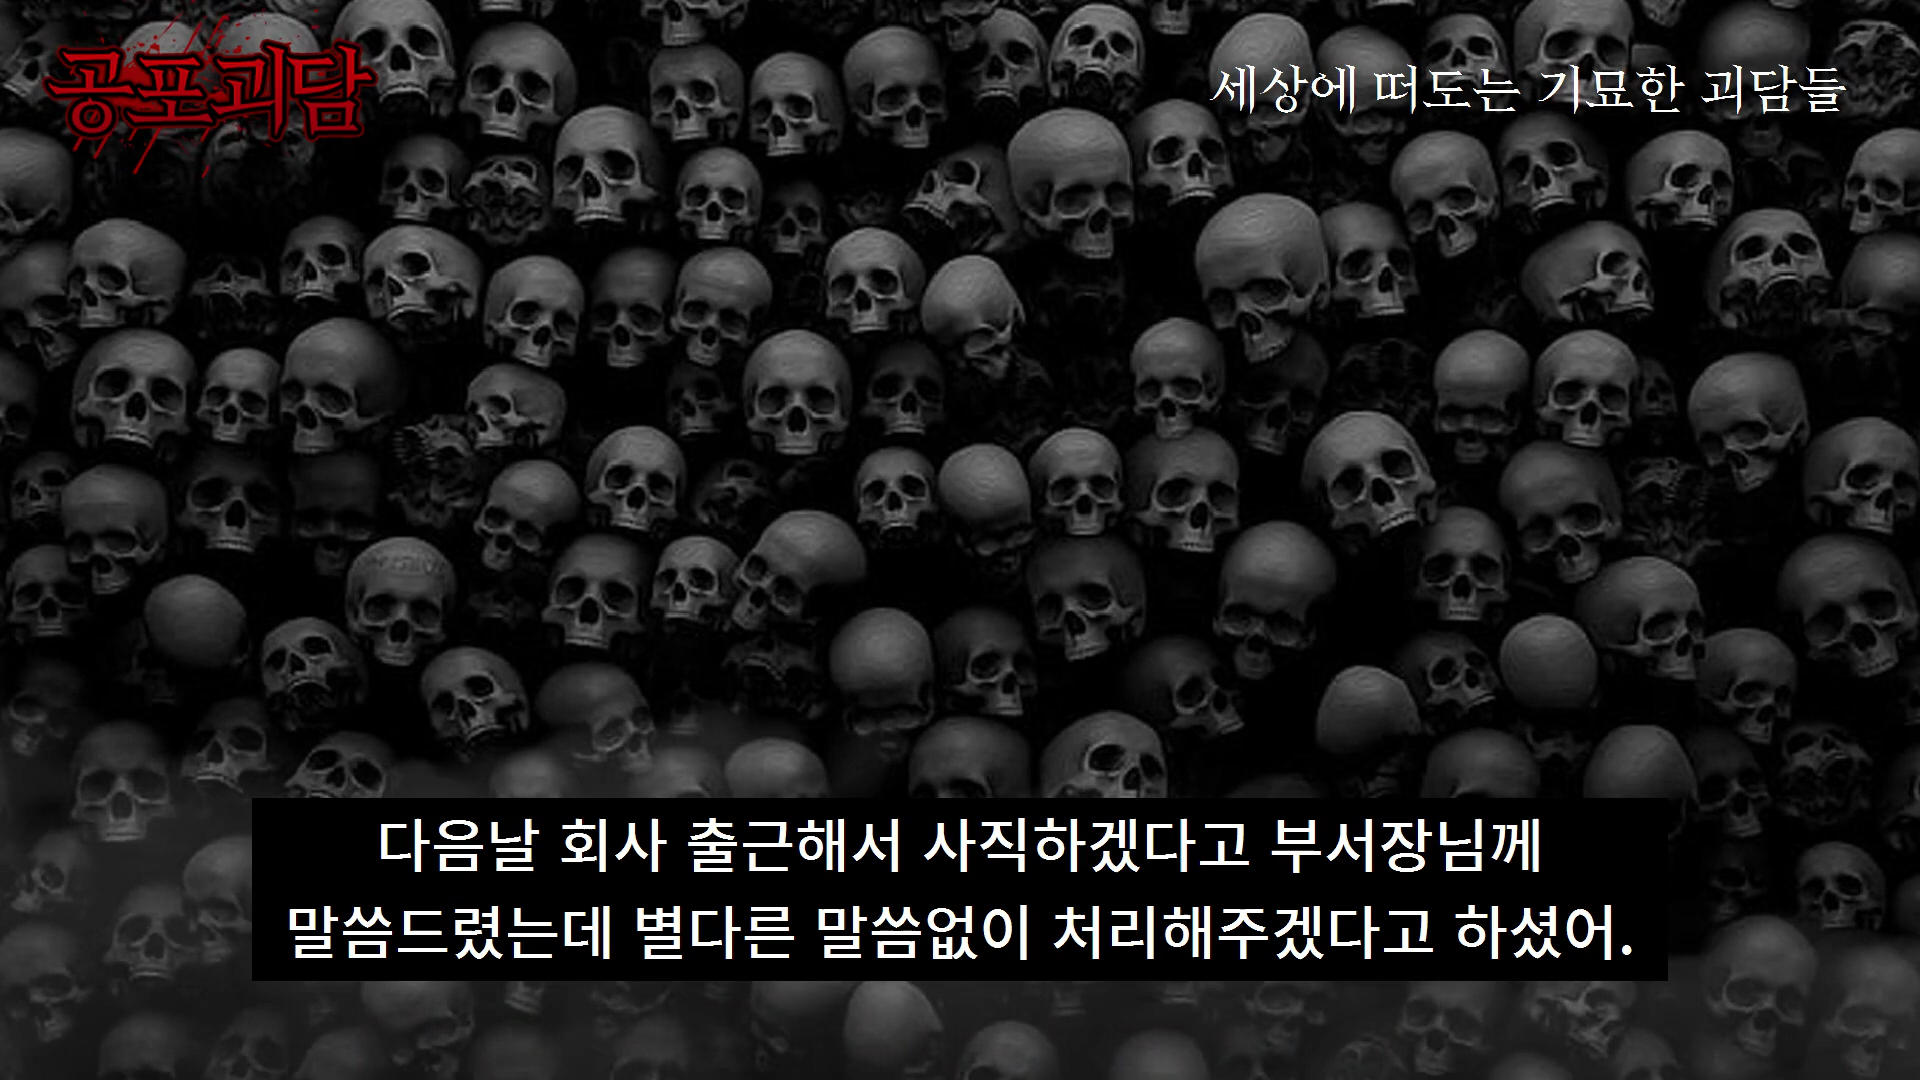 공포괴담
세상에 떠도는 기묘한 괴담들
다음날 회사 출근해서 사직하겠다고 부서장님께
말씀드렸는데 별다른 말씀없이 처리해주겠다고 하셨어.